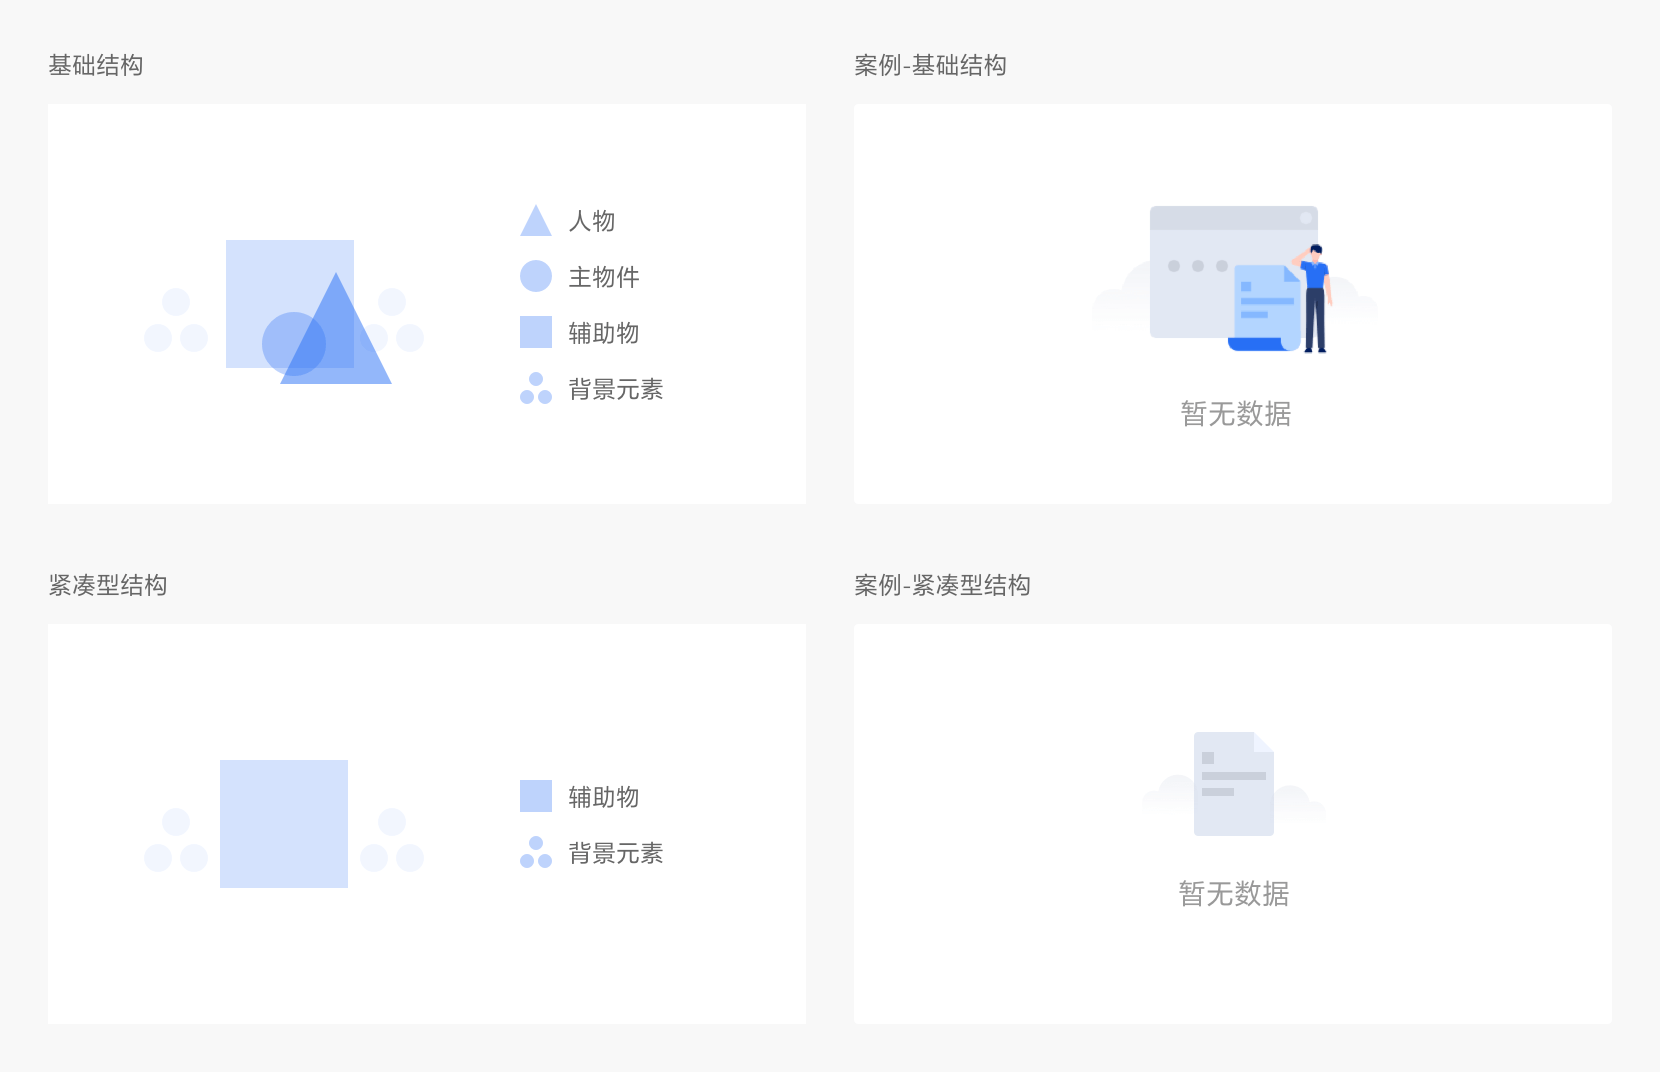 基础结构
案例-基础结构
人物
主物件
辅助物
背景元素
暂无数据
紧凑型结构
案例-紧凑型结构
辅助物
背景元素
暂无数据